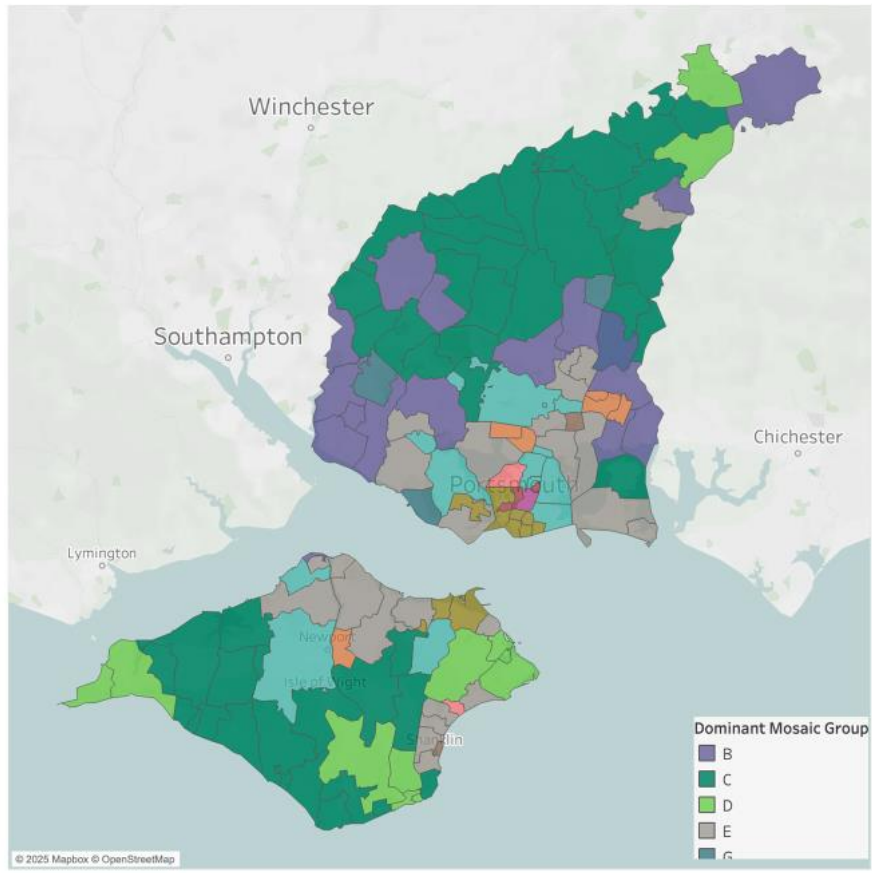 Winchester
Southampton
Chichester
Portsmouth
Lymington
Newport
Isle of Wight
Shanklin
Dominant Mosaic Group
B
C
D
E
G
© 2025 Mapbox © OpenStreetMap